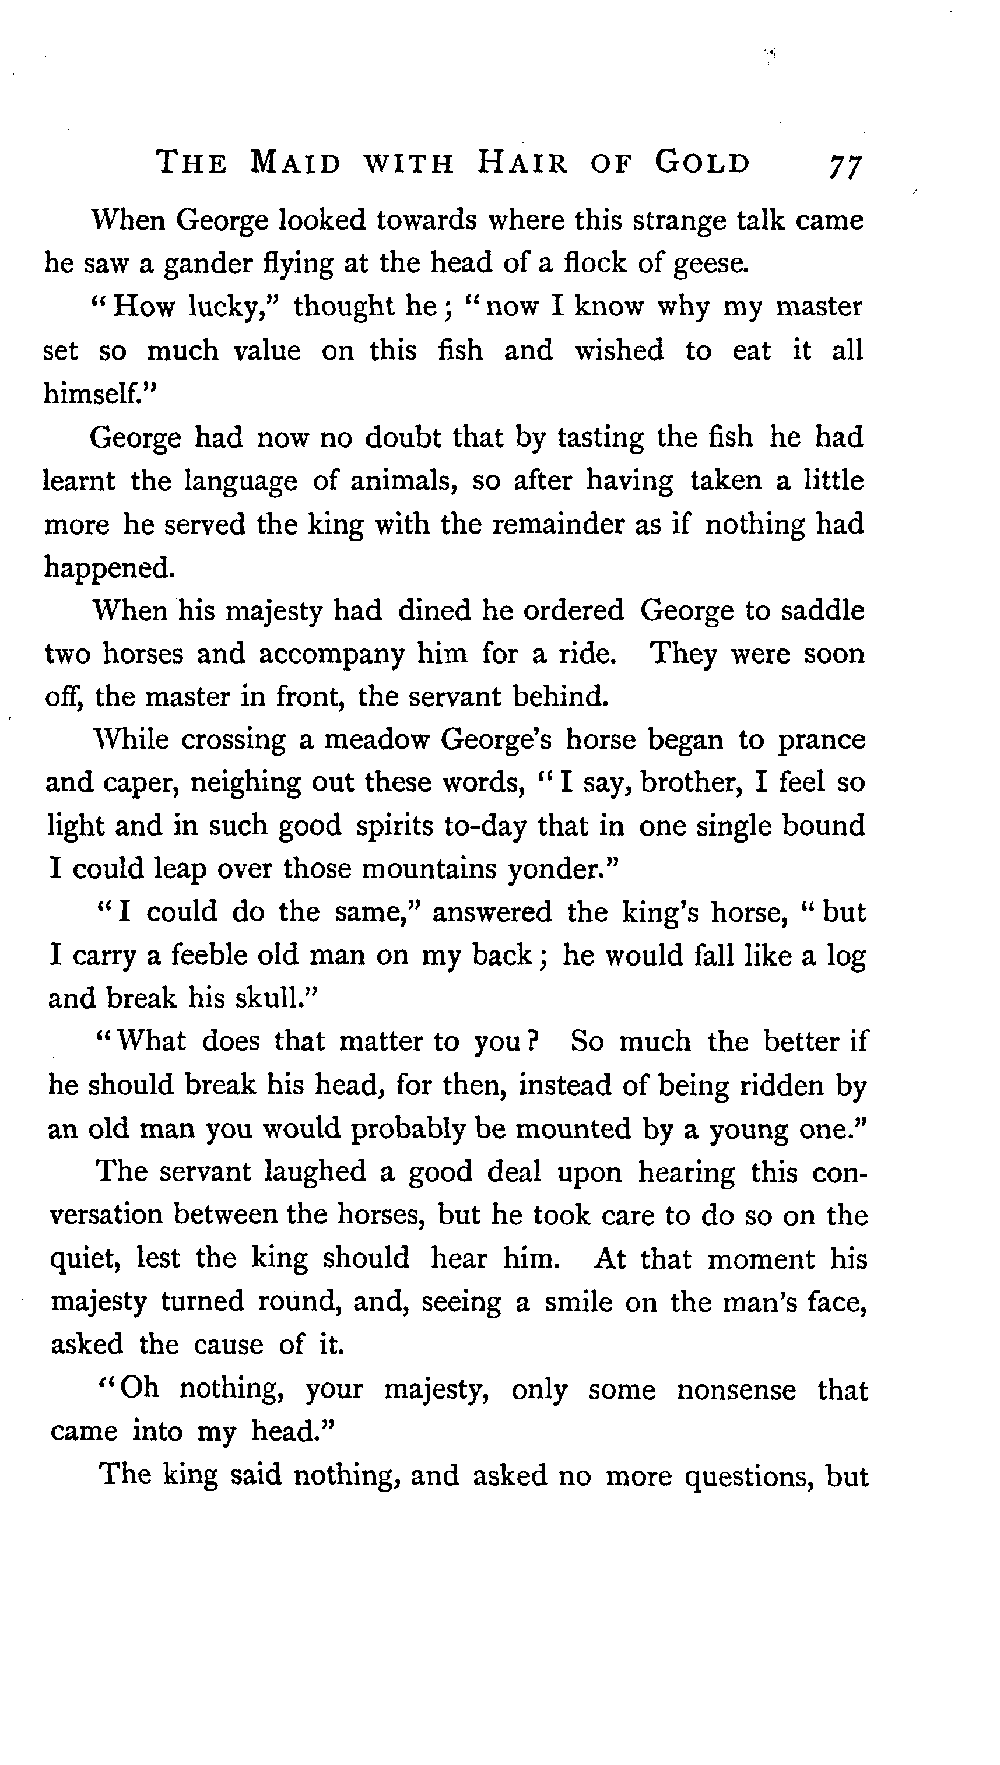 THE MAID WITH HAIR OF GOLD 77
When George looked towards where this strange talk came
he saw a gander flying at the head of a flock of geese.
“How lucky,” thought he; “now I know why my master
set so much value on this fish and wished to eat it all
himself.”
George had now no doubt that by tasting the fish he had
learnt the language of animals, so after having taken a little
more he served the king with the remainder as if nothing had
happened.
When his majesty had dined he ordered George to saddle
two horses and accompany him for a ride. They were soon
off, the master in front, the servant behind.
While crossing a meadow George’s horse began to prance
and caper, neighing out these words, “I say, brother, I feel so
light and in such good spirits to-day that in one single bound
I could leap over those mountains yonder.”
“I could do the same,” answered the king’s horse, “but
I carry a feeble old man on my back; he would fall like a log
and break his skull.”
“What does that matter to you? So much the better if
he should break his head, for then, instead of being ridden by
an old man you would probably be mounted by a young one.”
The servant laughed a good deal upon hearing this con-
versation between the horses, but he took care to do so on the
quiet, lest the king should hear him. At that moment his
majesty turned round, and, seeing a smile on the man’s face,
asked the cause of it.
“Oh nothing, your majesty, only some nonsense that
came into my head.”
The king said nothing, and asked no more questions, but